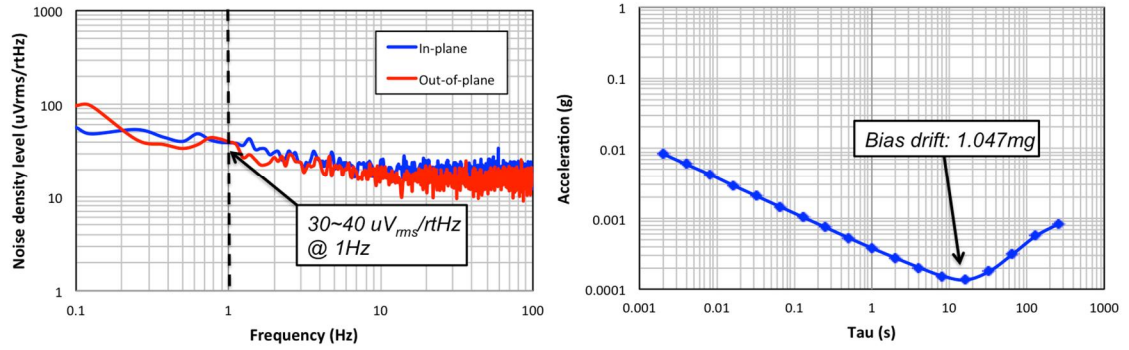 Noise density level (uVrms/rtHz)
1000
100
10
1
In-plane
Out-of-plane
30~40 uVrms/rtHz
@ 1Hz
0.1 1 10 100
Frequency (Hz)
Acceleration (g)
1
0.1
0.01
0.001
0.0001
Bias drift: 1.047mg
0.001 0.01 0.1 1 10 100 1000
Tau (s)